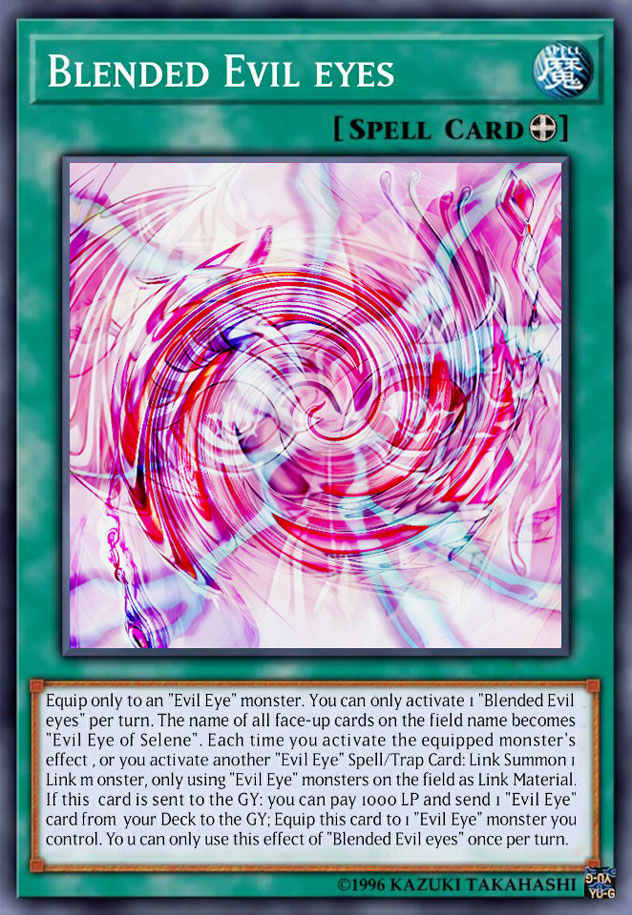 BLENDED EVIL EYES
SPELL
魔
[SPELL CARD]
Equip only to an "Evil Eye" monster. You can only activate 1 "Blended Evil
eyes" per turn. The name of all face-up cards on the field name becomes
"Evil Eye of Selene". Each time you activate the equipped monster's
effect , or you activate another "Evil Eye" Spell/Trap Card: Link Summon 1
Link m onster, only using "Evil Eye" monsters on the field as Link Material.
If this  card is sent to the GY: you can pay 1000 LP and send 1 "Evil Eye"
card from  your Deck to the GY; Equip this card to 1 "Evil Eye" monster you
control. Yo u can only use this effect of "Blended Evil eyes" once per turn.
©1996 KAZUKI TAKAHASHI